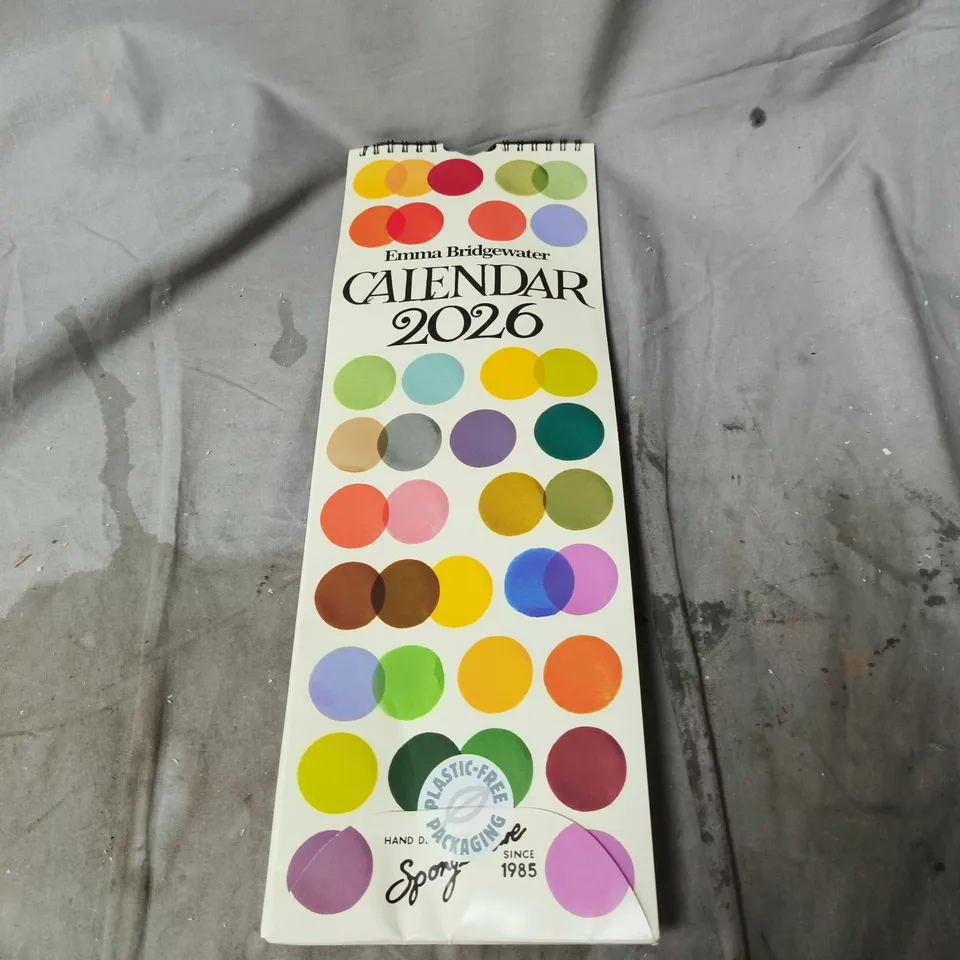 Emma Bridgewater
CALENDAR
2026
PLASTIC-FREE
PACKAGING
HAND
SINCE
1985